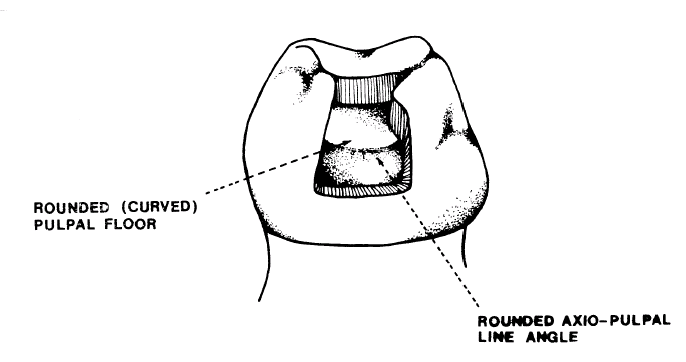 ROUNDED (CURVED)
PULPAL FLOOR
ROUNDED AXIO-PULPAL
LINE ANGLE